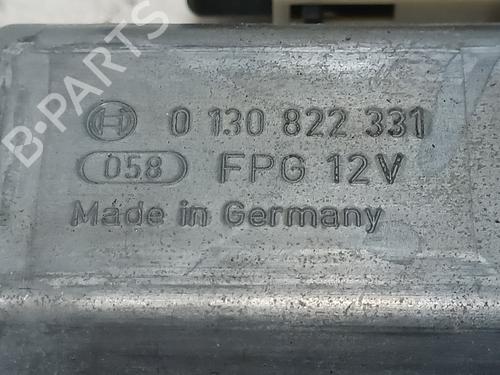 0 130 822 331
058 FPG 12V
Made in Germany
B-PARTS